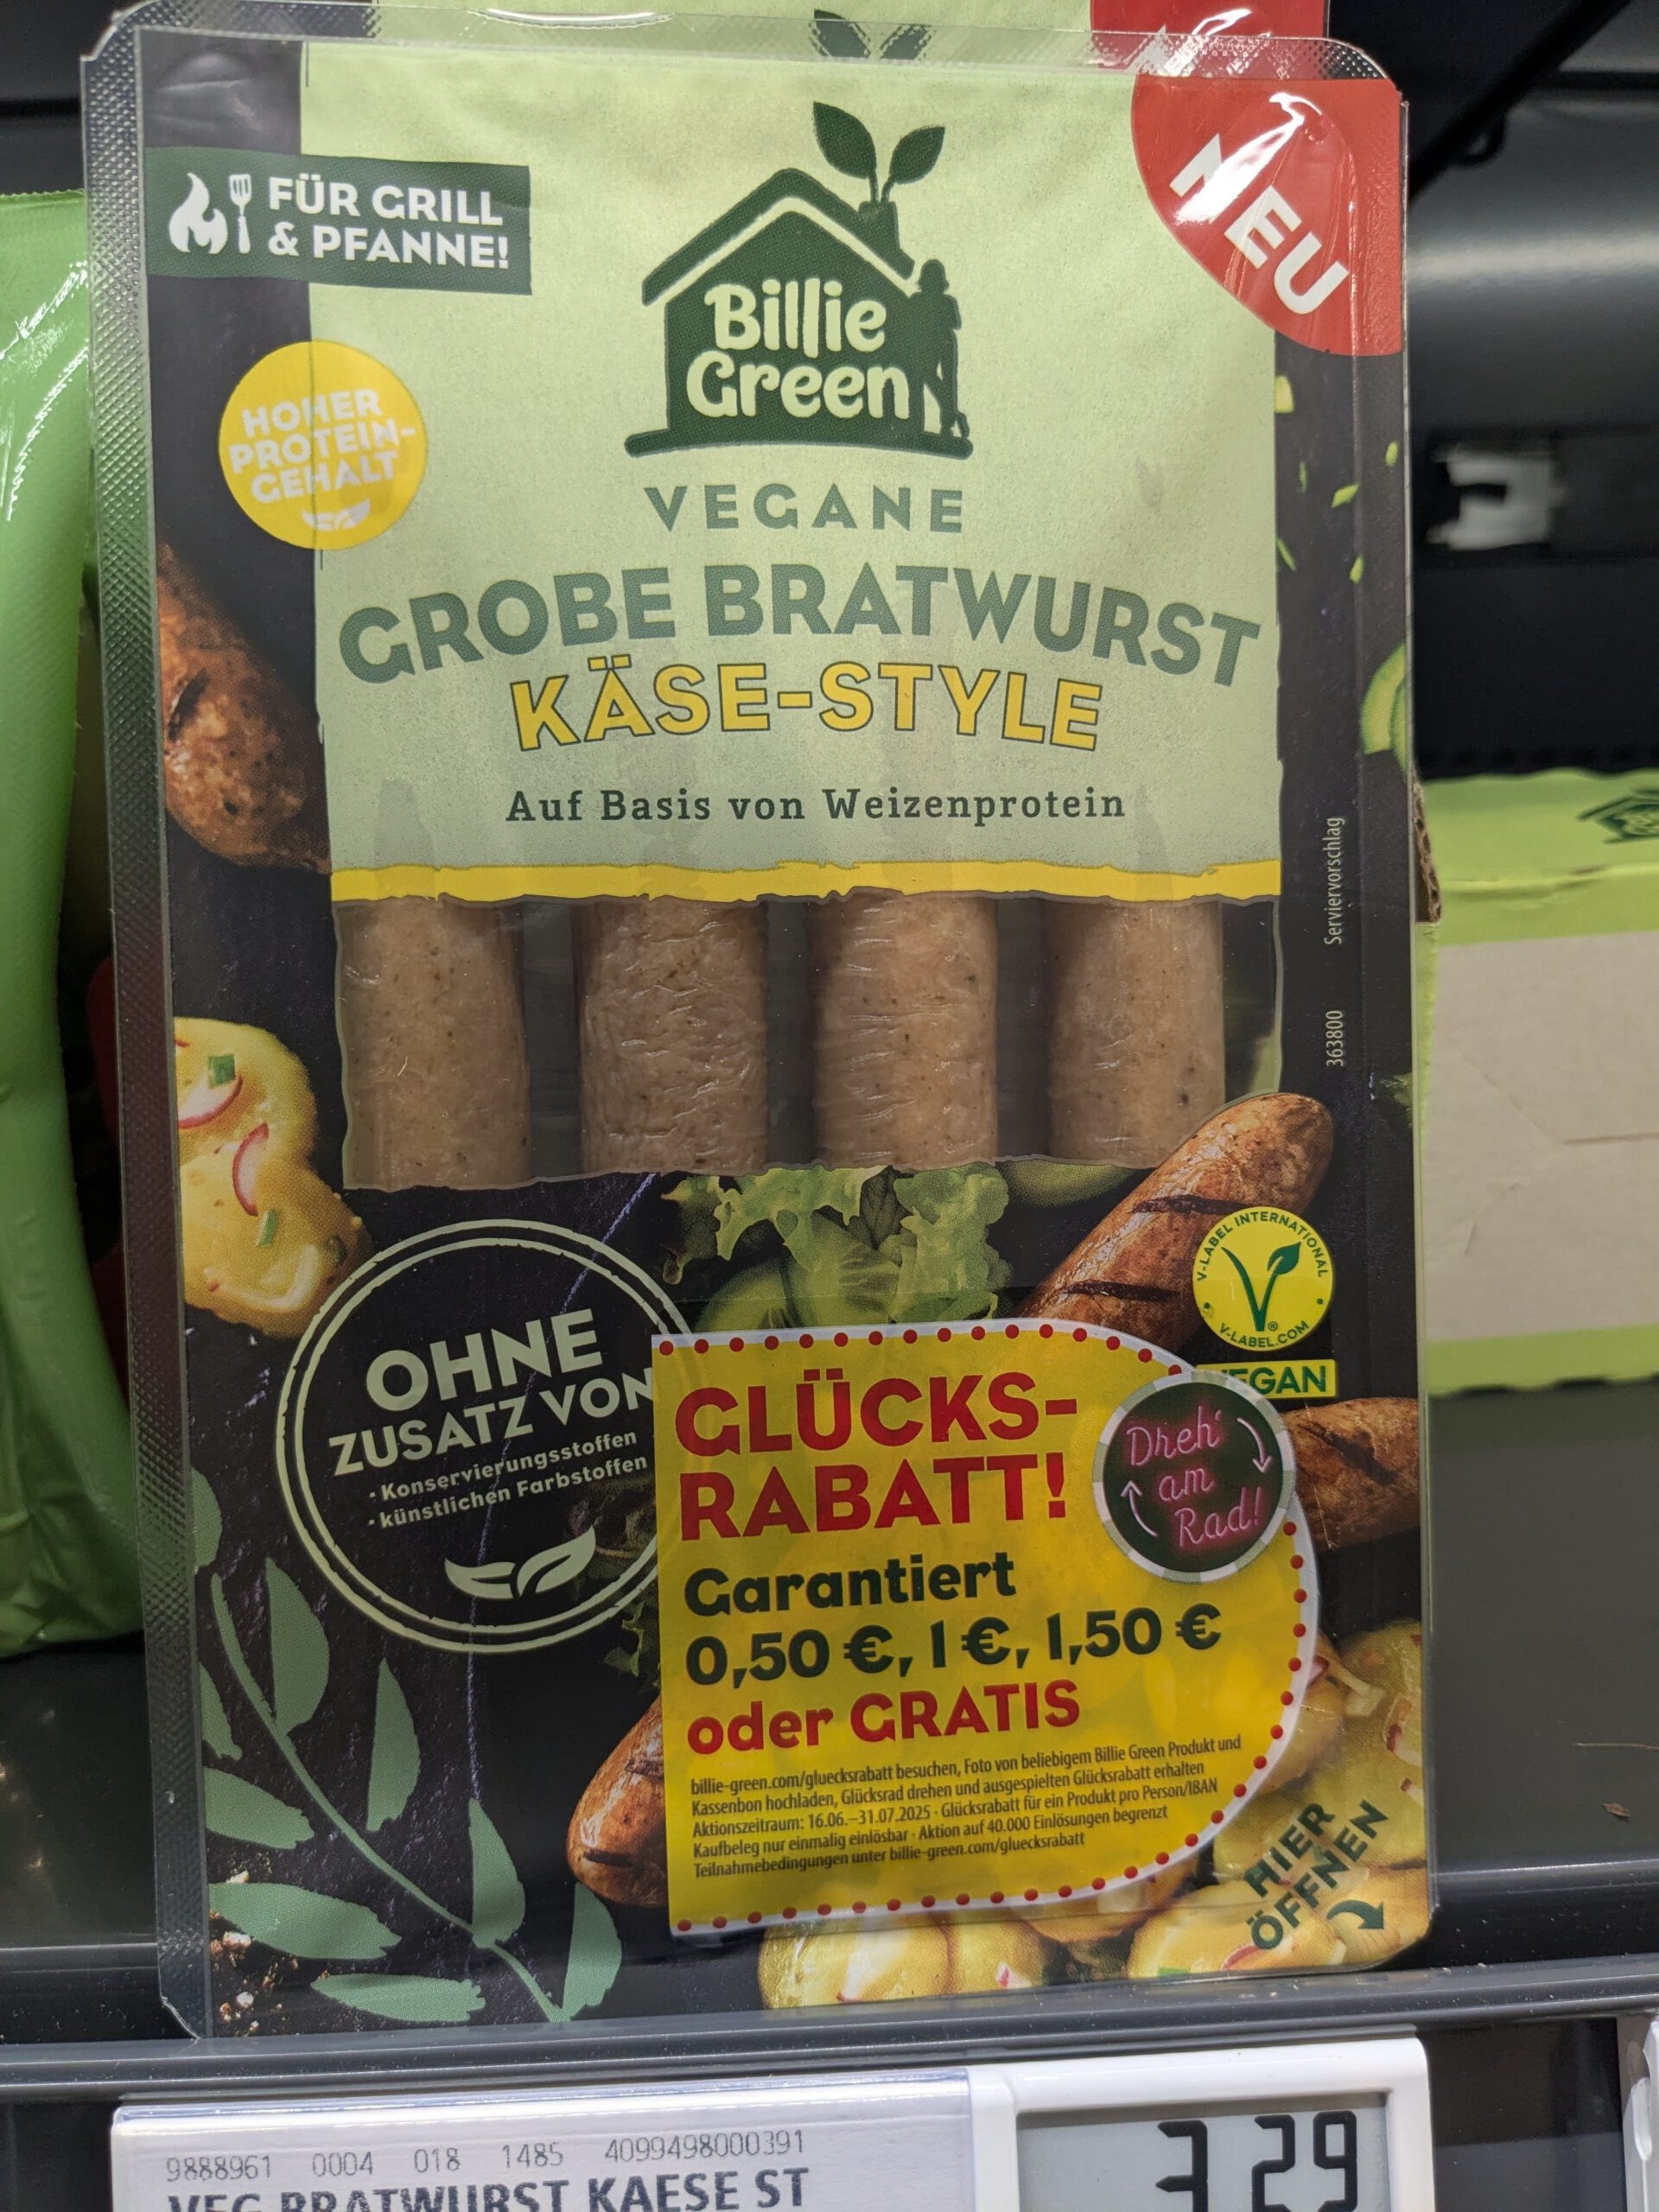 FÜR GRILL
& PFANNE!
NEU
Billie
Green
HOHER
PROTEIN-
GEHALT
VEGANE
GROBE BRATWURST
KÄSE-STYLE
Auf Basis von Weizenprotein
Serviervorschlag
363800
V-LABEL INTERNATIONAL
V-LABEL.COM
VEGAN
OHNE
ZUSATZ VON
· Konservierungsstoffen
· künstlichen Farbstoffen
GLÜCKS-
RABATT!
Dreh'
am
Rad!
Garantiert
0,50 €, 1 €, 1,50 €
oder GRATIS
billie-green.com/gluecksrabatt besuchen, Foto von beliebigem Billie Green Produkt und
Kassenbon hochladen, Glücksrad drehen und ausgespielten Glücksrabatt erhalten
Aktionszeitraum: 16.06.–31.07.2025 · Glücksrabatt für ein Produkt pro Person/IBAN
Kaufbeleg nur einmalig einlösbar · Aktion auf 40.000 Einlösungen begrenzt
Teilnahmebedingungen unter billie-green.com/gluecksrabatt
HIER
ÖFFNEN
9888961 0004 018 1485 4099498000391
VEG BRATWURST KAESE ST
3 29